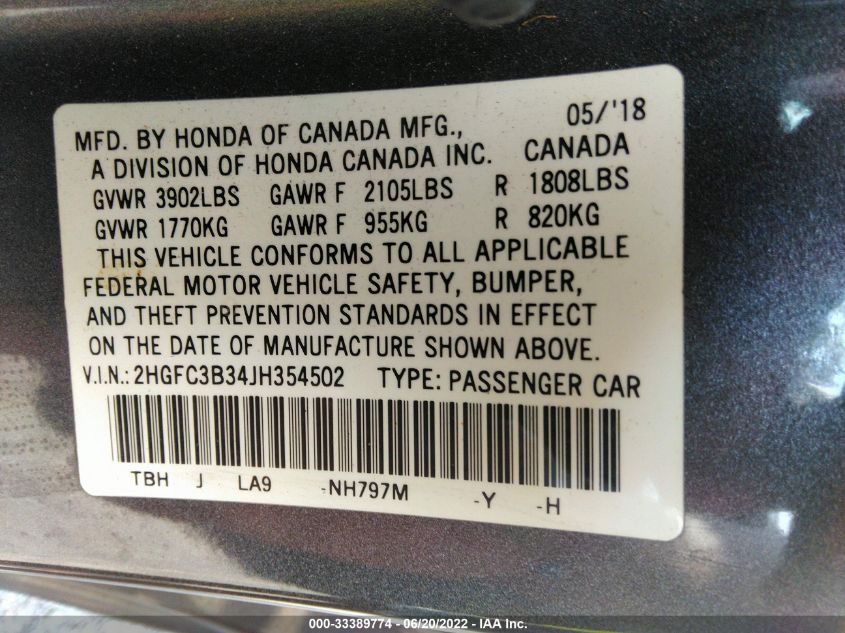 05/'18
MFD. BY HONDA OF CANADA MFG.,
A DIVISION OF HONDA CANADA INC. CANADA
GVWR 3902LBS GAWR F 2105LBS R 1808LBS
GVWR 1770KG GAWR F 955KG R 820KG
THIS VEHICLE CONFORMS TO ALL APPLICABLE
FEDERAL MOTOR VEHICLE SAFETY, BUMPER,
AND THEFT PREVENTION STANDARDS IN EFFECT
ON THE DATE OF MANUFACTURE SHOWN ABOVE.
V.I.N.: 2HGFC3B34JH354502 TYPE: PASSENGER CAR
TBH J LA9 -NH797M -Y -H
000-33389774 - 06/20/2022 - IAA Inc.